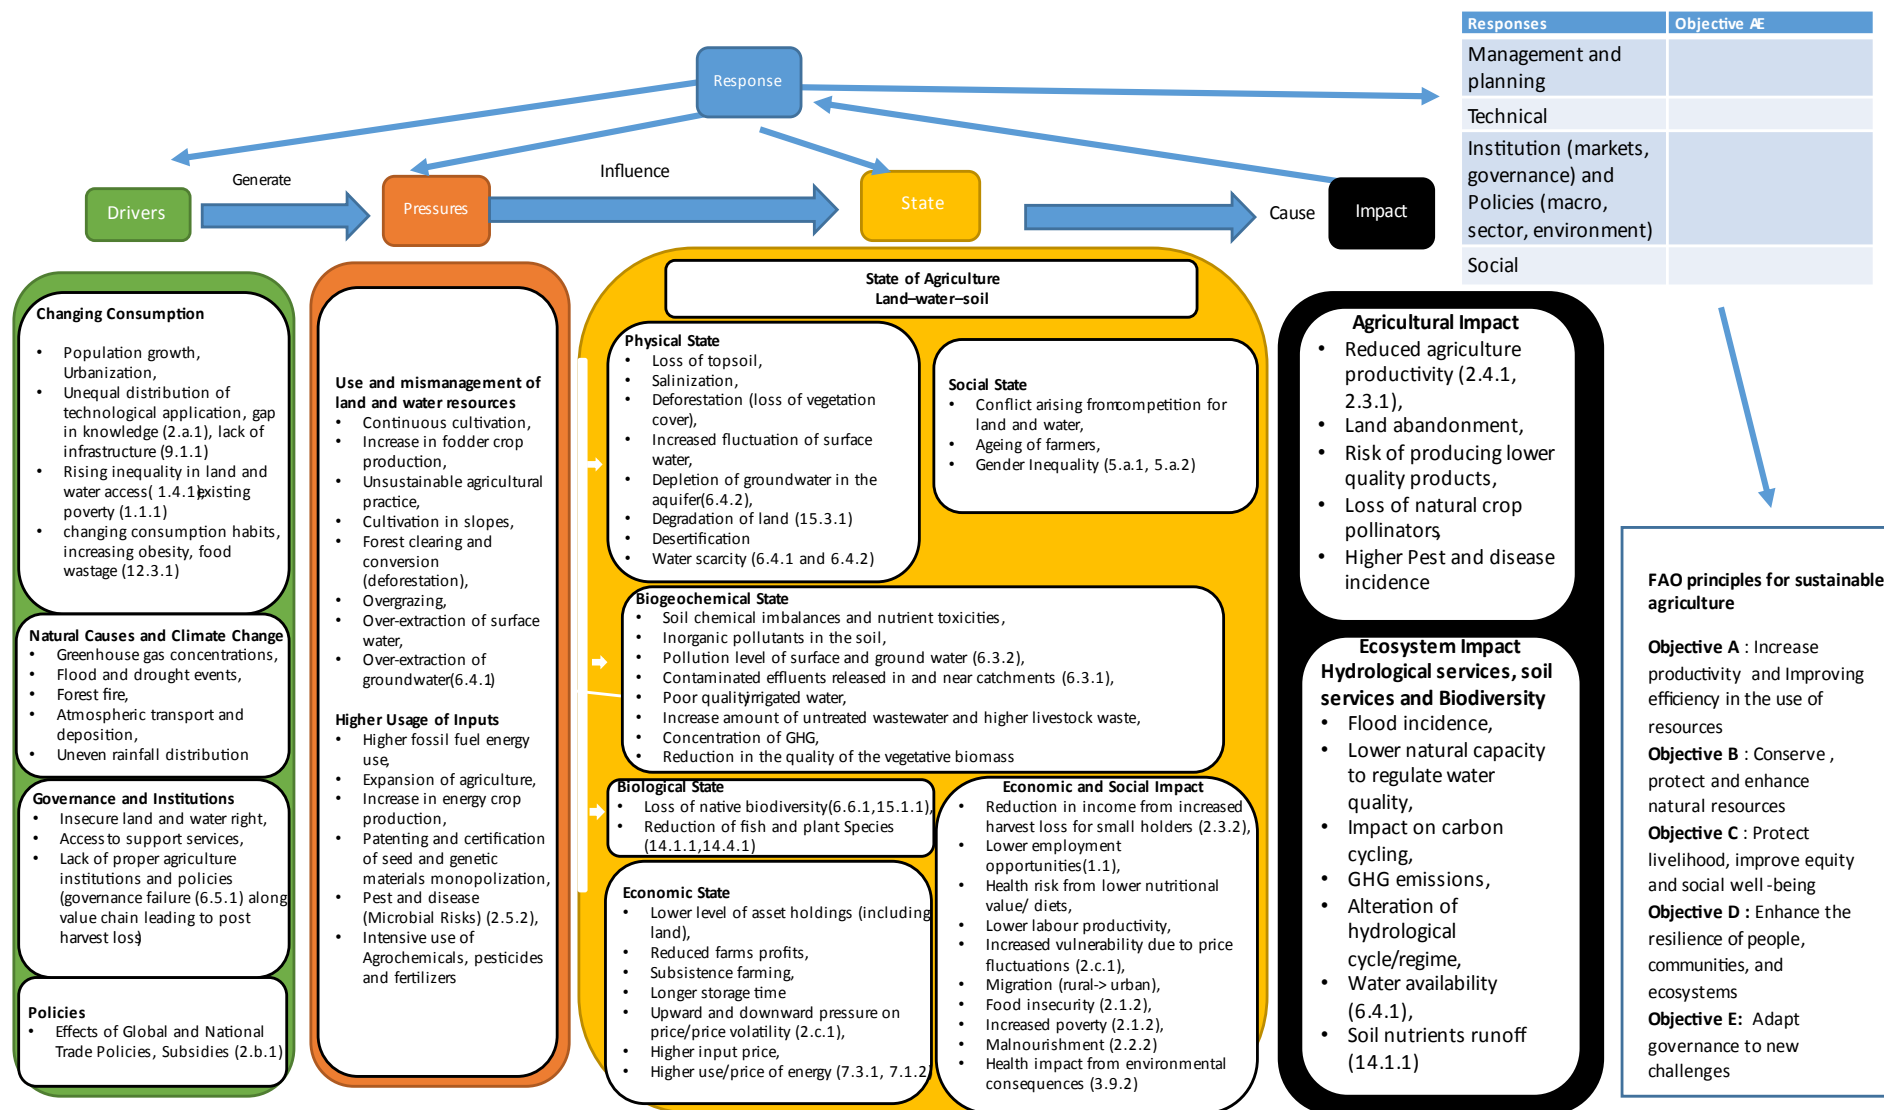 Responses
Objective AE
Management and
planning
Technical
Institution (markets,
governance) and
Policies (macro,
sector, environment)
Social
Response
Generate
Influence
Cause
Drivers
Pressures
State
Impact
Changing Consumption
• Population growth,
Urbanization,
• Unequal distribution of
technological application, gap
in knowledge (2.a.1), lack of
infrastructure (9.1.1)
• Rising inequality in land and
water access( 1.4.1) existing
poverty (1.1.1)
• changing consumption habits,
increasing obesity, food
wastage (12.3.1)
Natural Causes and Climate Change
• Greenhouse gas concentrations,
• Flood and drought events,
• Forest fire,
• Atmospheric transport and
deposition,
• Uneven rainfall distribution
Governance and Institutions
• Insecure land and water right,
• Access to support services,
• Lack of proper agriculture
institutions and policies
(governance failure (6.5.1) along
value chain leading to post
harvest loss)
Policies
• Effects of Global and National
Trade Policies, Subsidies (2.b.1)
Use and mismanagement of
land and water resources
• Continuous cultivation,
• Increase in fodder crop
production,
• Unsustainable agricultural
practice,
• Cultivation in slopes,
• Forest clearing and
conversion
(deforestation),
• Overgrazing,
• Over-extraction of surface
water,
• Over-extraction of
groundwater(6.4.1)
Higher Usage of Inputs
• Higher fossil fuel energy
use,
• Expansion of agriculture,
• Increase in energy crop
production,
• Patenting and certification
of seed and genetic
materials monopolization,
• Pest and disease
(Microbial Risks) (2.5.2),
• Intensive use of
Agrochemicals, pesticides
and fertilizers
State of Agriculture
Land–water–soil
Physical State
• Loss of topsoil,
• Salinization,
• Deforestation (loss of vegetation
cover),
• Increased fluctuation of surface
water,
• Depletion of groundwater in the
aquifer(6.4.2),
• Degradation of land (15.3.1)
• Desertification
• Water scarcity (6.4.1 and 6.4.2)
Social State
• Conflict arising from competition for
land and water,
• Ageing of farmers,
• Gender Inequality (5.a.1, 5.a.2)
Biogeochemical State
• Soil chemical imbalances and nutrient toxicities,
• Inorganic pollutants in the soil,
• Pollution level of surface and ground water (6.3.2),
• Contaminated effluents released in and near catchments (6.3.1),
• Poor quality irrigated water,
• Increase amount of untreated wastewater and higher livestock waste,
• Concentration of GHG,
• Reduction in the quality of the vegetative biomass
Biological State
• Loss of native biodiversity(6.6.1,15.1.1),
• Reduction of fish and plant Species
(14.1.1,14.4.1)
Economic State
• Lower level of asset holdings (including
land),
• Reduced farms profits,
• Subsistence farming,
• Longer storage time
• Upward and downward pressure on
price/price volatility (2.c.1),
• Higher input price,
• Higher use/price of energy (7.3.1, 7.1.2)
Economic and Social Impact
• Reduction in income from increased
harvest loss for small holders (2.3.2),
• Lower employment
opportunities(1.1),
• Health risk from lower nutritional
value/ diets,
• Lower labour productivity,
• Increased vulnerability due to price
fluctuations (2.c.1),
• Migration (rural-> urban),
• Food insecurity (2.1.2),
• Increased poverty (2.1.2),
• Malnourishment (2.2.2)
• Health impact from environmental
consequences (3.9.2)
Agricultural Impact
• Reduced agriculture
productivity (2.4.1,
2.3.1),
• Land abandonment,
• Risk of producing lower
quality products,
• Loss of natural crop
pollinators,
• Higher Pest and disease
incidence
Ecosystem Impact
Hydrological services, soil
services and Biodiversity
• Flood incidence,
• Lower natural capacity
to regulate water
quality,
• Impact on carbon
cycling,
• GHG emissions,
• Alteration of
hydrological
cycle/regime,
• Water availability
(6.4.1),
• Soil nutrients runoff
(14.1.1)
FAO principles for sustainable
agriculture
Objective A : Increase
productivity and Improving
efficiency in the use of
resources
Objective B : Conserve ,
protect and enhance
natural resources
Objective C : Protect
livelihood, improve equity
and social well -being
Objective D : Enhance the
resilience of people,
communities, and
ecosystems
Objective E: Adapt
governance to new
challenges